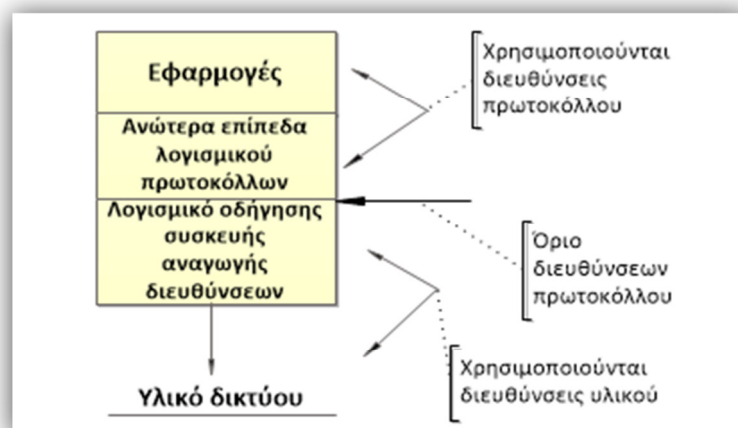 Εφαρμογές
Ανώτερα επίπεδα
λογισμικού
πρωτοκόλλων
Λογισμικό οδήγησης
συσκευής
αναγωγής
διευθύνσεων
Υλικό δικτύου
Χρησιμοποιούνται
διευθύνσεις
πρωτοκόλλου
Όριο
διευθύνσεων
πρωτοκόλλου
Χρησιμοποιούνται
διευθύνσεις υλικού